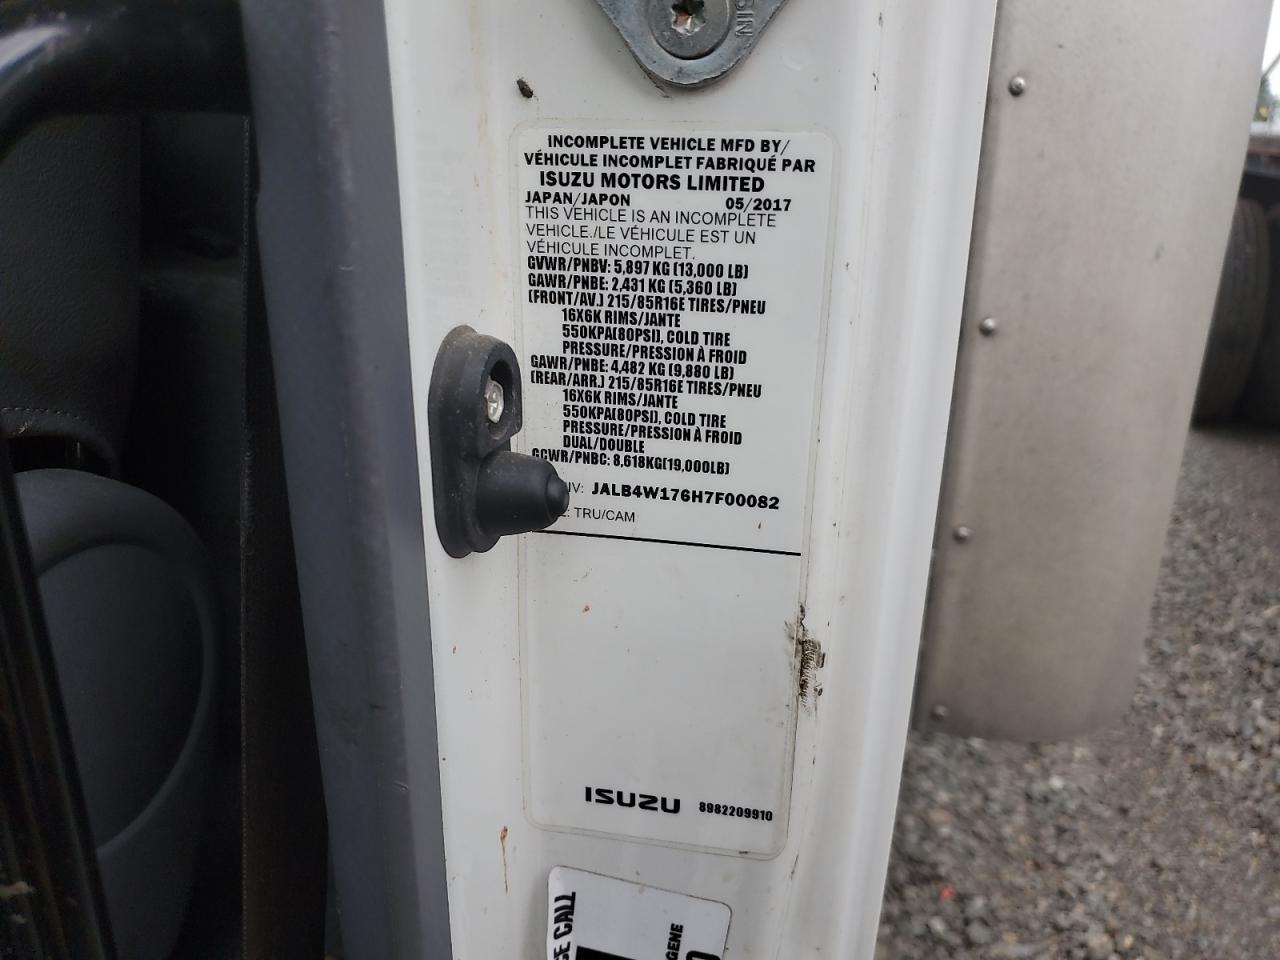 INCOMPLETE VEHICLE MFD BY/
VÉHICULE INCOMPLET FABRIQUÉ PAR
ISUZU MOTORS LIMITED
JAPAN/JAPON 05/2017
THIS VEHICLE IS AN INCOMPLETE
VEHICLE./LE VÉHICULE EST UN
VÉHICULE INCOMPLET.
GVWR/PNBV: 5,897 KG (13,000 LB)
GAWR/PNBE: 2,431 KG (5,360 LB)
(FRONT/AV.) 215/85R16E TIRES/PNEU
16X6K RIMS/JANTE
550KPA(80PSI), COLD TIRE
PRESSURE/PRESSION À FROID
GAWR/PNBE: 4,482 KG (9,880 LB)
(REAR/ARR.) 215/85R16E TIRES/PNEU
16X6K RIMS/JANTE
550KPA(80PSI), COLD TIRE
PRESSURE/PRESSION À FROID
DUAL/DOUBLE
GCWR/PNBC: 8,618KG(19,000LB)
JALB4W176H7F00082
TRU/CAM
ISUZU 8982209910
CALL